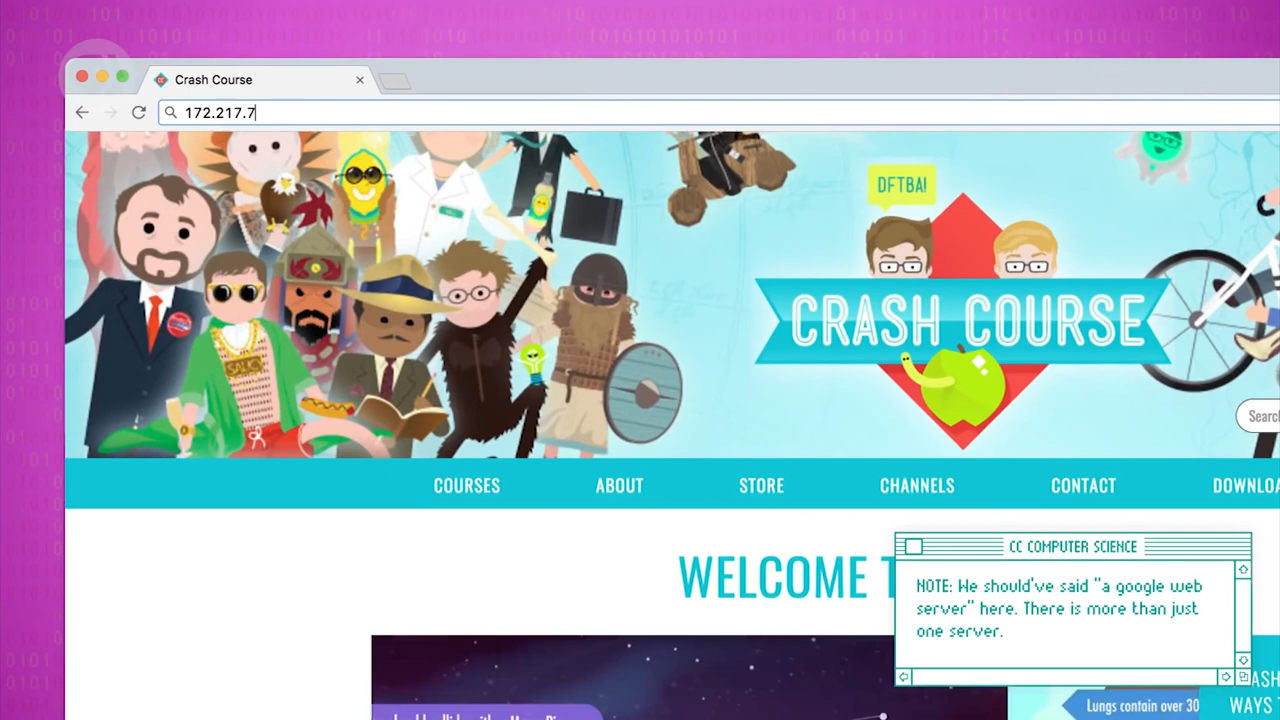 Crash Course
172.217.7
DFTBA!
CRASH COURSE
Search
COURSES
ABOUT
STORE
CHANNELS
CONTACT
DOWNLOA
WELCOME T
CC COMPUTER SCIENCE
NOTE: We should've said "a google web
server" here. There is more than just
one server.
ASH
WAYS T
Lungs contain over 30